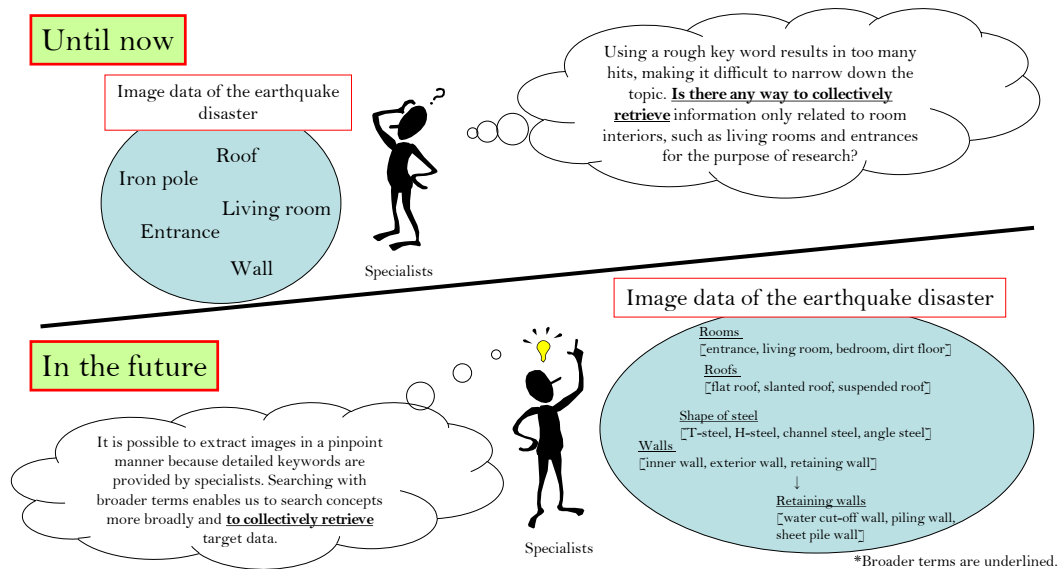 Until now
Image data of the earthquake
disaster
Roof
Iron pole
Living room
Entrance
Wall
?
Specialists
Using a rough key word results in too many
hits, making it difficult to narrow down the
topic. Is there any way to collectively
retrieve information only related to room
interiors, such as living rooms and entrances
for the purpose of research?
In the future
It is possible to extract images in a pinpoint
manner because detailed keywords are
provided by specialists. Searching with
broader terms enables us to search concepts
more broadly and to collectively retrieve
target data.
Specialists
Image data of the earthquake disaster
Rooms
[entrance, living room, bedroom, dirt floor]
Roofs
[flat roof, slanted roof, suspended roof]
Shape of steel
[T-steel, H-steel, channel steel, angle steel]
Walls
[inner wall, exterior wall, retaining wall]
↓
Retaining walls
[water cut-off wall, piling wall,
sheet pile wall]
*Broader terms are underlined.